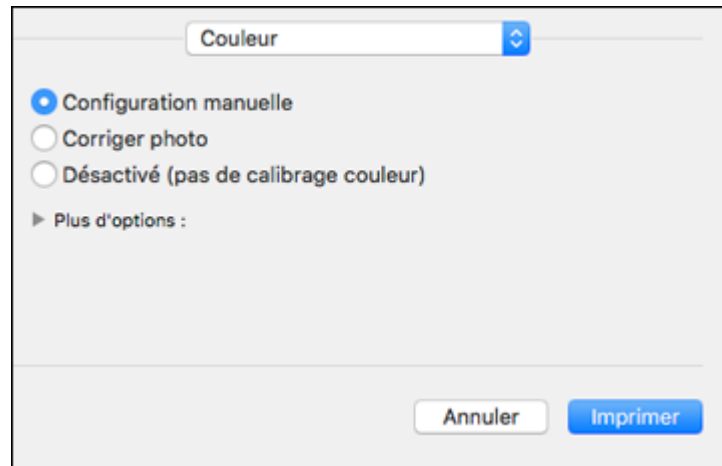 Couleur
Configuration manuelle
Corriger photo
Désactivé (pas de calibrage couleur)
Plus d'options :
Annuler
Imprimer